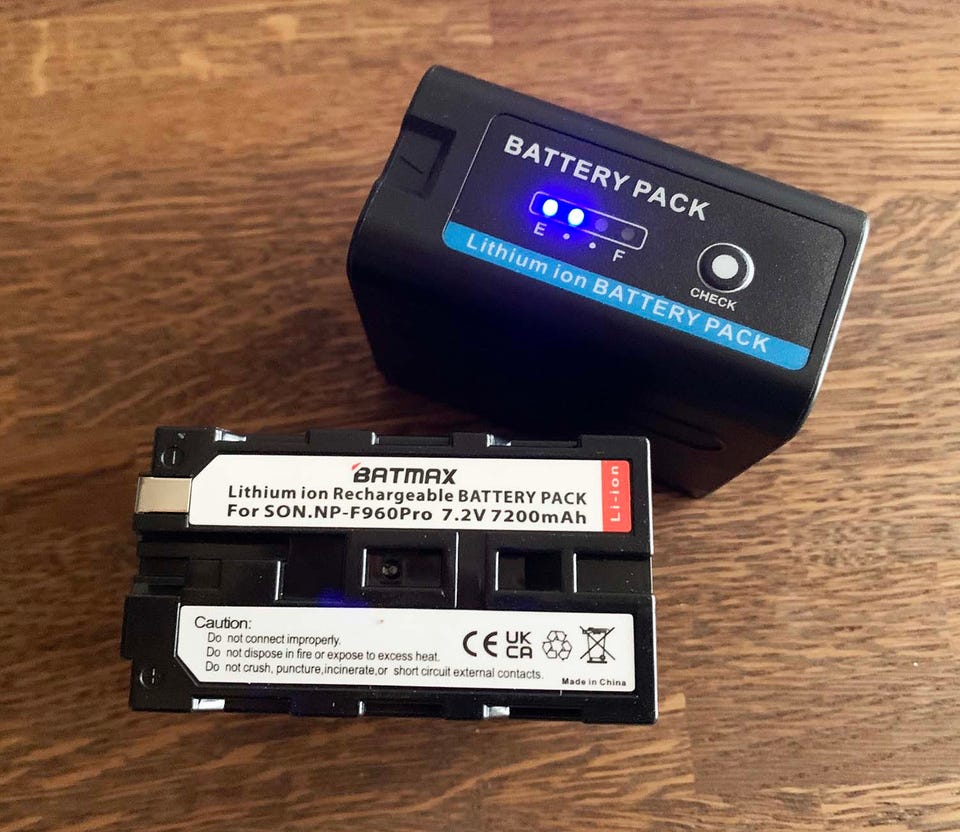 BATTERY PACK
E
F
CHECK
Lithium ion BATTERY PACK
BATMAX
Lithium ion Rechargeable BATTERY PACK
For SON.NP-F960Pro 7.2V 7200mAh
Li-ion
Caution:
Do not connect improperly.
Do not dispose in fire or expose to excess heat.
Do not crush, puncture,incinerate,or short circuit external contacts.
CE UK
CA
Made in China